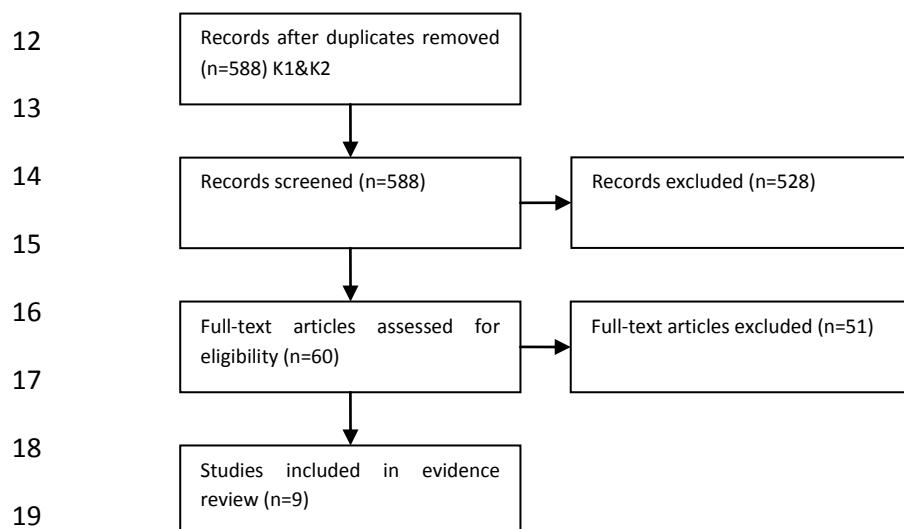 12
Records after duplicates removed
(n=588) K1&K2
13
14
Records screened (n=588)
Records excluded (n=528)
15
16
Full-text articles assessed for
eligibility (n=60)
Full-text articles excluded (n=51)
17
18
Studies included in evidence
review (n=9)
19